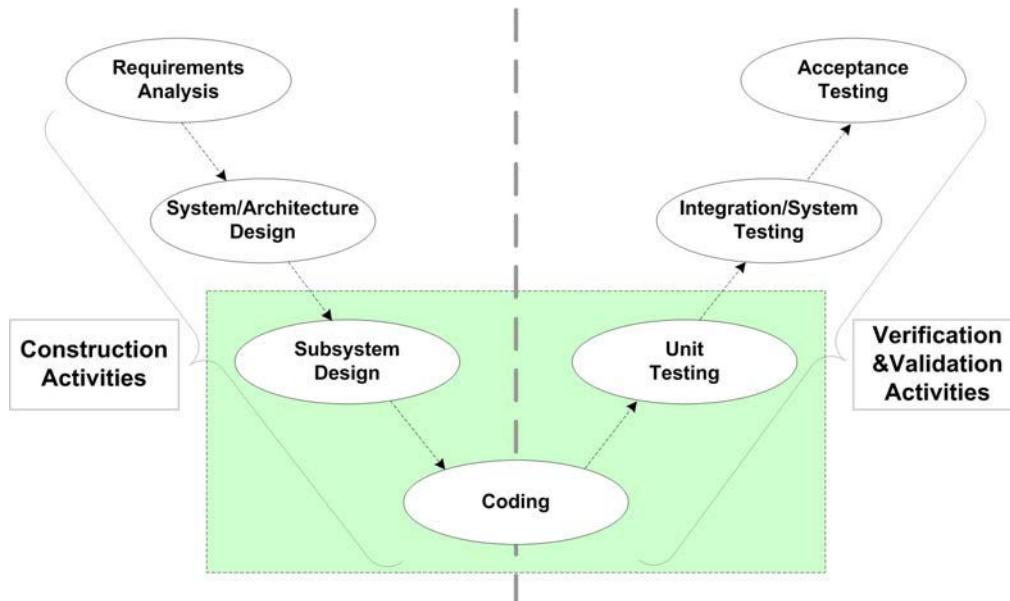 Requirements
Analysis
Acceptance
Testing
System/Architecture
Design
Integration/System
Testing
Construction
Activities
Subsystem
Design
Unit
Testing
Verification
&Validation
Activities
Coding